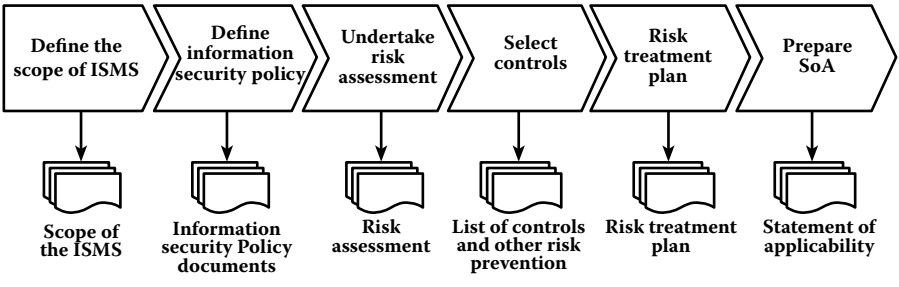 Define the
scope of ISMS
Define
information
security policy
Undertake
risk
assessment
Select
controls
Risk
treatment
plan
Prepare
SoA
Scope of
the ISMS
Information
security Policy
documents
Risk
assessment
List of controls
and other risk
prevention
Risk treatment
plan
Statement of
applicability